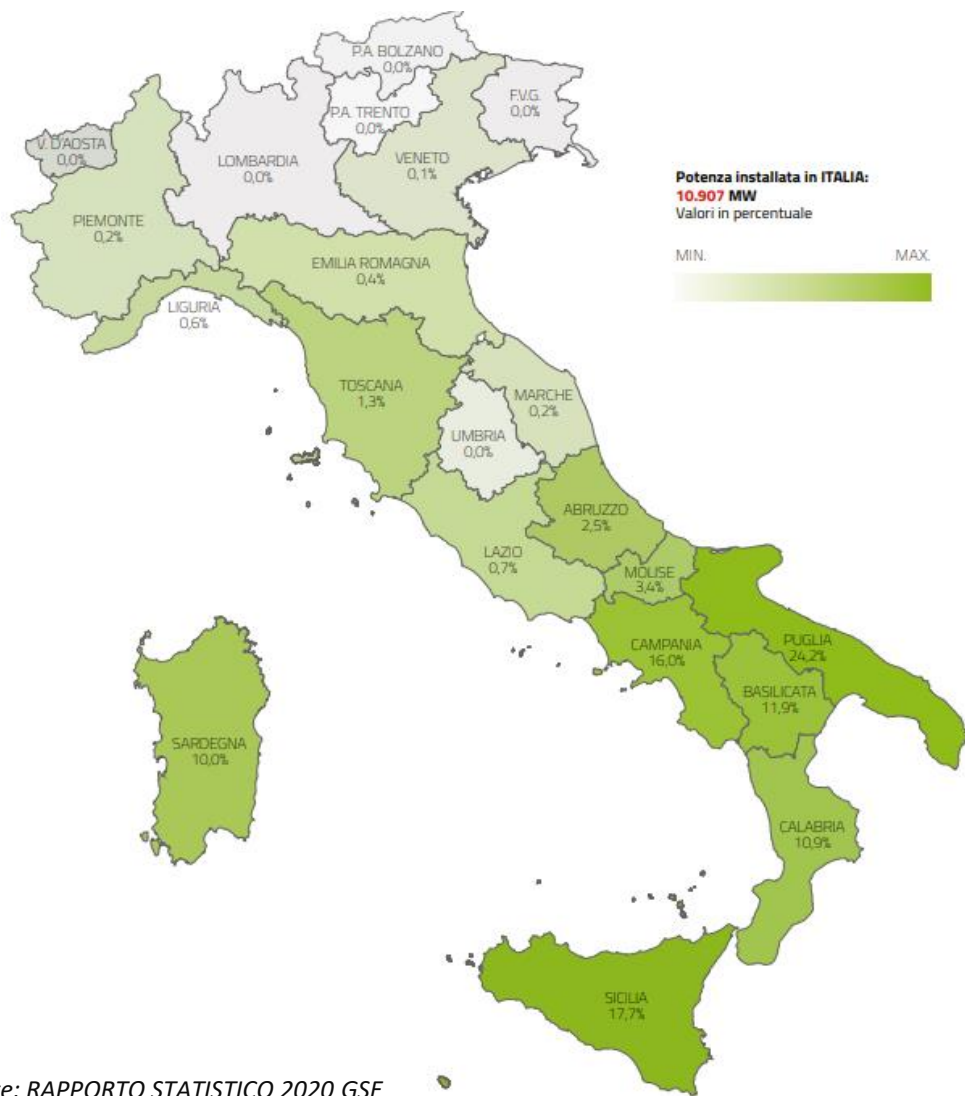 P.A. BOLZANO
0,0%
P.A. TRENTO
0,0%
F.V.G.
0,0%
V. D'AOSTA
0,0%
LOMBARDIA
0,0%
VENETO
0,1%
Potenza installata in ITALIA:
10.907 MW
Valori in percentuale
MIN. MAX.
PIEMONTE
0,2%
EMILIA ROMAGNA
0,4%
LIGURIA
0,6%
TOSCANA
1,3%
MARCHE
0,2%
UMBRIA
0,0%
ABRUZZO
2,5%
LAZIO
0,7%
MOLISE
3,4%
CAMPANIA
16,0%
PUGLIA
24,2%
BASILICATA
11,9%
SARDEGNA
10,0%
CALABRIA
10,9%
SICILIA
17,7%
RAPPORTO STATISTICO 2020 GSE